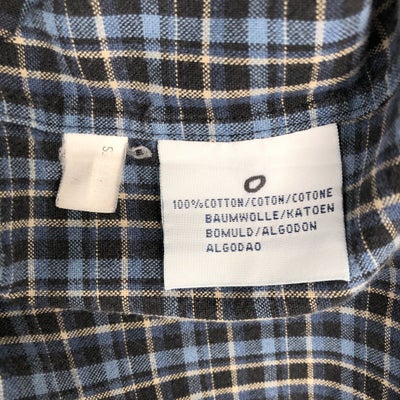 O
100%COTTON/COTON/COTONE
BAUMWOLLE/KATOEN
BOMULD/ALGODON
ALGODAO